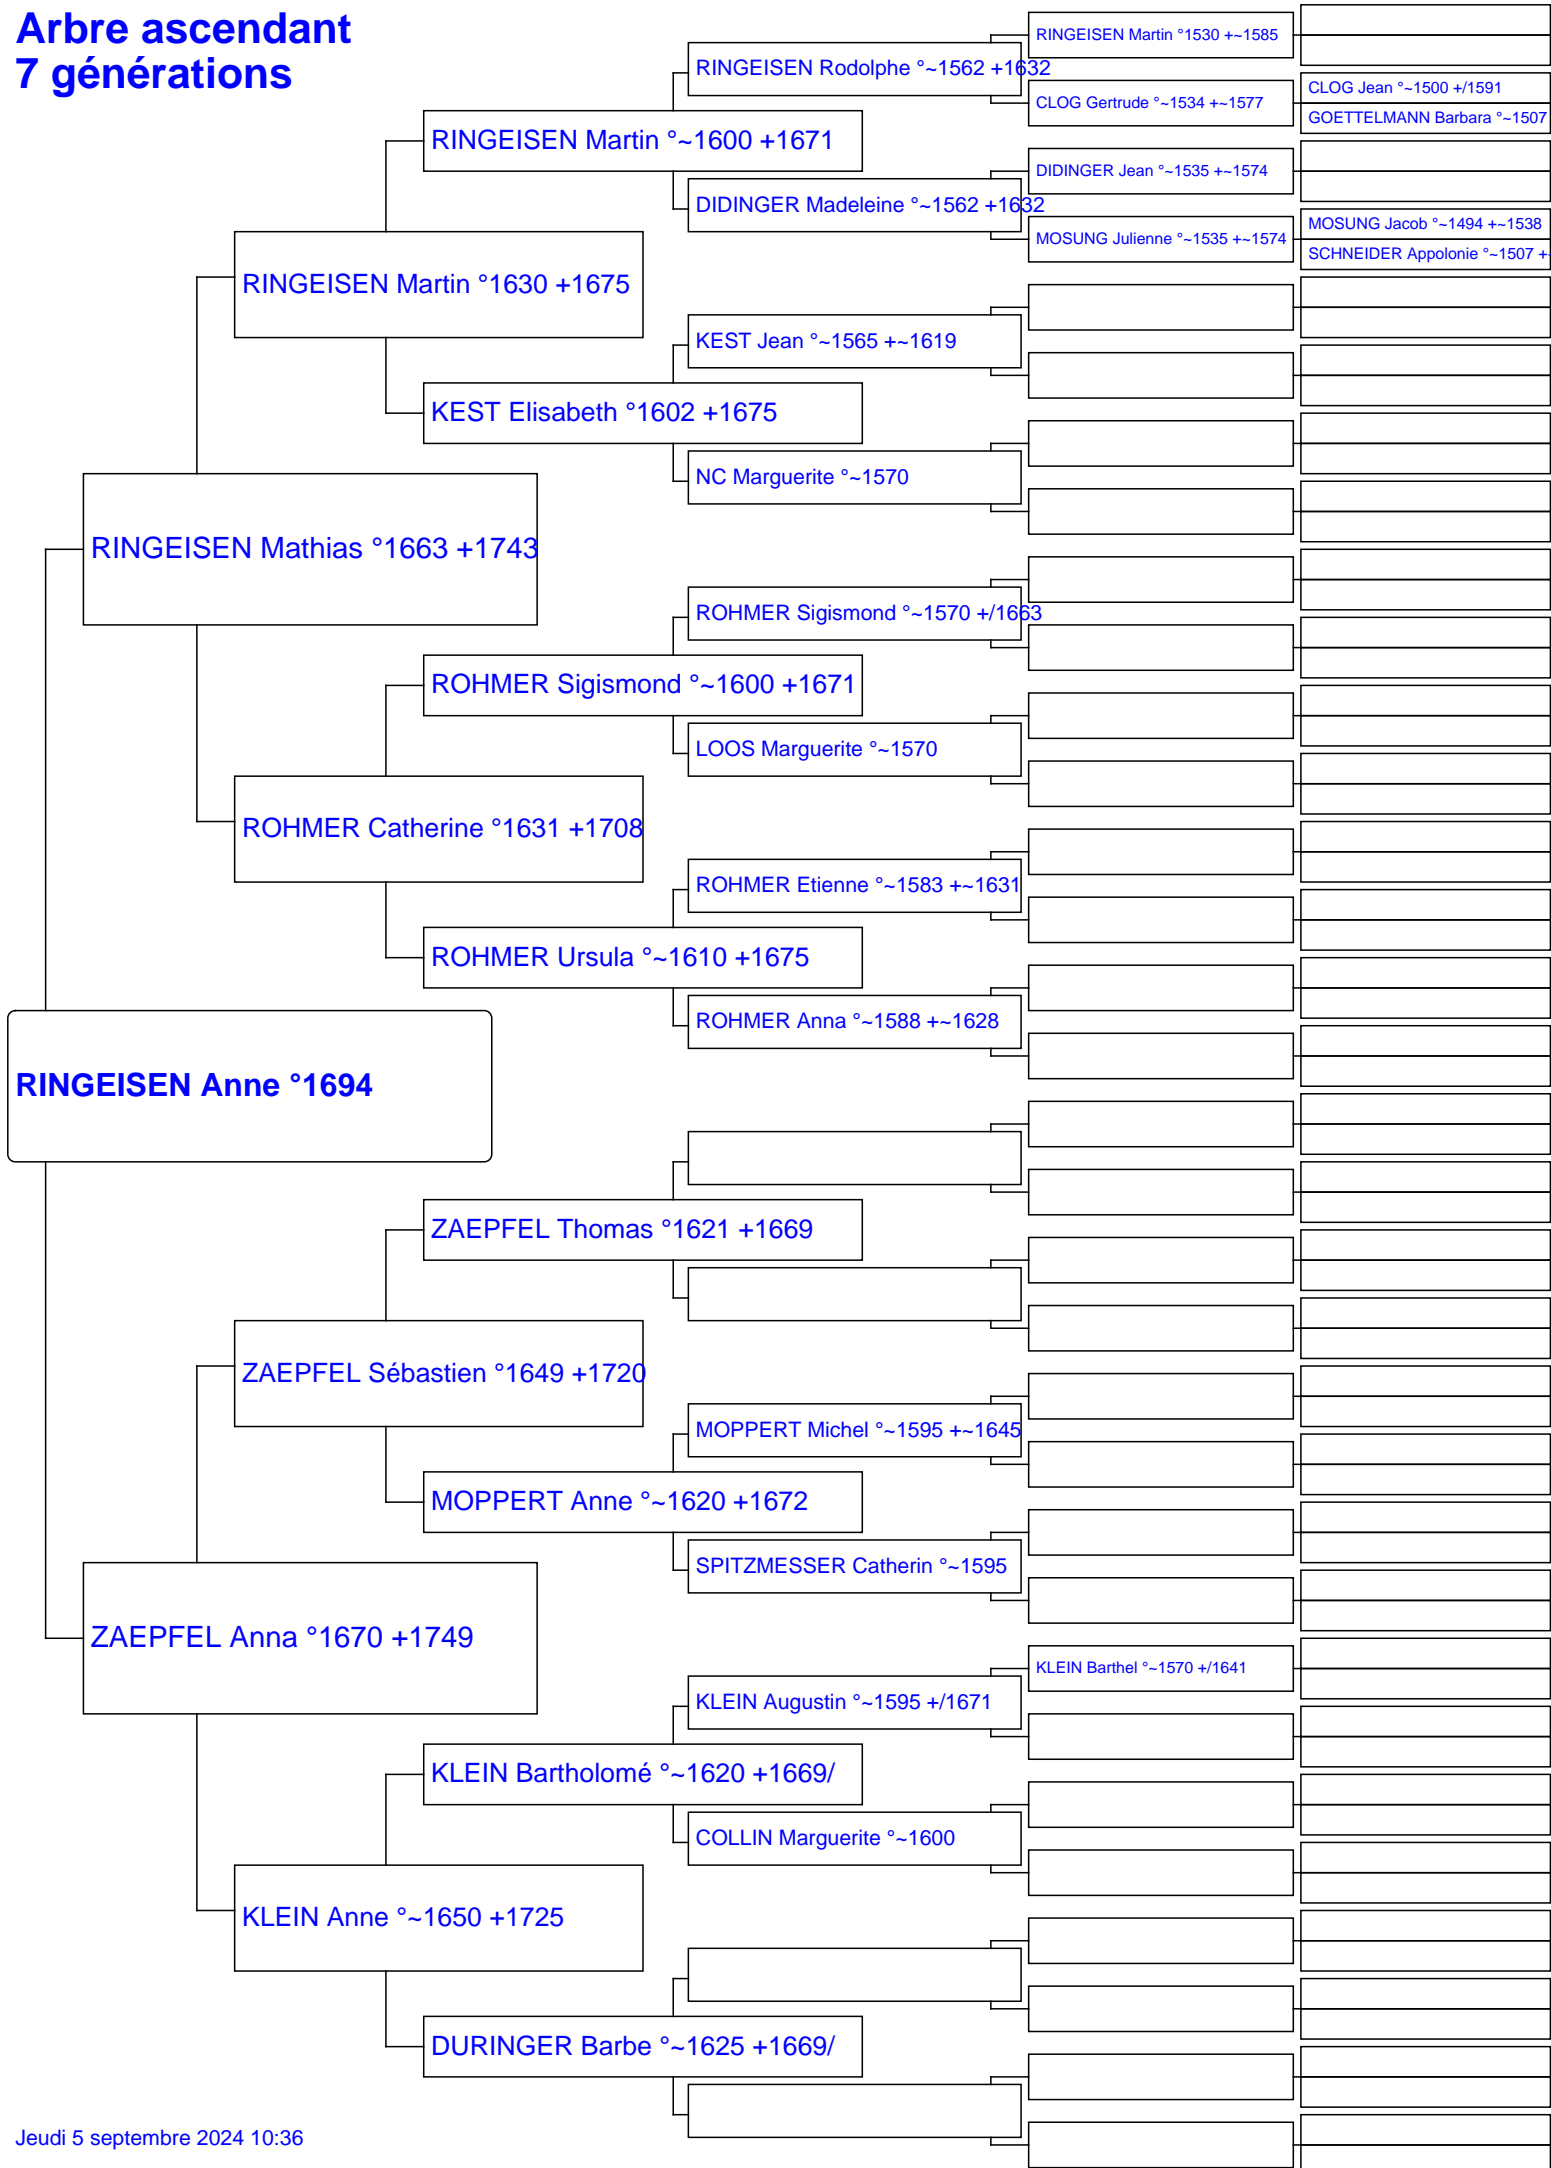 Arbre ascendant
7 générations
RINGEISEN Martin °1530 +~1585
RINGEISEN Rodolphe °~1562 +1632
CLOG Jean °~1500 +/1591
CLOG Gertrude °~1534 +~1577
GOETTELMANN Barbara °~1507
RINGEISEN Martin °~1600 +1671
DIDINGER Jean °~1535 +~1574
DIDINGER Madeleine °~1562 +1632
MOSUNG Jacob °~1494 +~1538
MOSUNG Julienne °~1535 +~1574
SCHNEIDER Appolonie °~1507 +
RINGEISEN Martin °1630 +1675
KEST Jean °~1565 +~1619
KEST Elisabeth °1602 +1675
NC Marguerite °~1570
RINGEISEN Mathias °1663 +1743
ROHMER Sigismond °~1570 +/1663
ROHMER Sigismond °~1600 +1671
LOOS Marguerite °~1570
ROHMER Catherine °1631 +1708
ROHMER Etienne °~1583 +~1631
ROHMER Ursula °~1610 +1675
ROHMER Anna °~1588 +~1628
RINGEISEN Anne °1694
ZAEPFEL Thomas °1621 +1669
ZAEPFEL Sébastien °1649 +1720
MOPPERT Michel °~1595 +~1645
MOPPERT Anne °~1620 +1672
SPITZMESSER Catherin °~1595
ZAEPFEL Anna °1670 +1749
KLEIN Barthel °~1570 +/1641
KLEIN Augustin °~1595 +/1671
KLEIN Bartholomé °~1620 +1669/
COLLIN Marguerite °~1600
KLEIN Anne °~1650 +1725
DURINGER Barbe °~1625 +1669/
Jeudi 5 septembre 2024 10:36